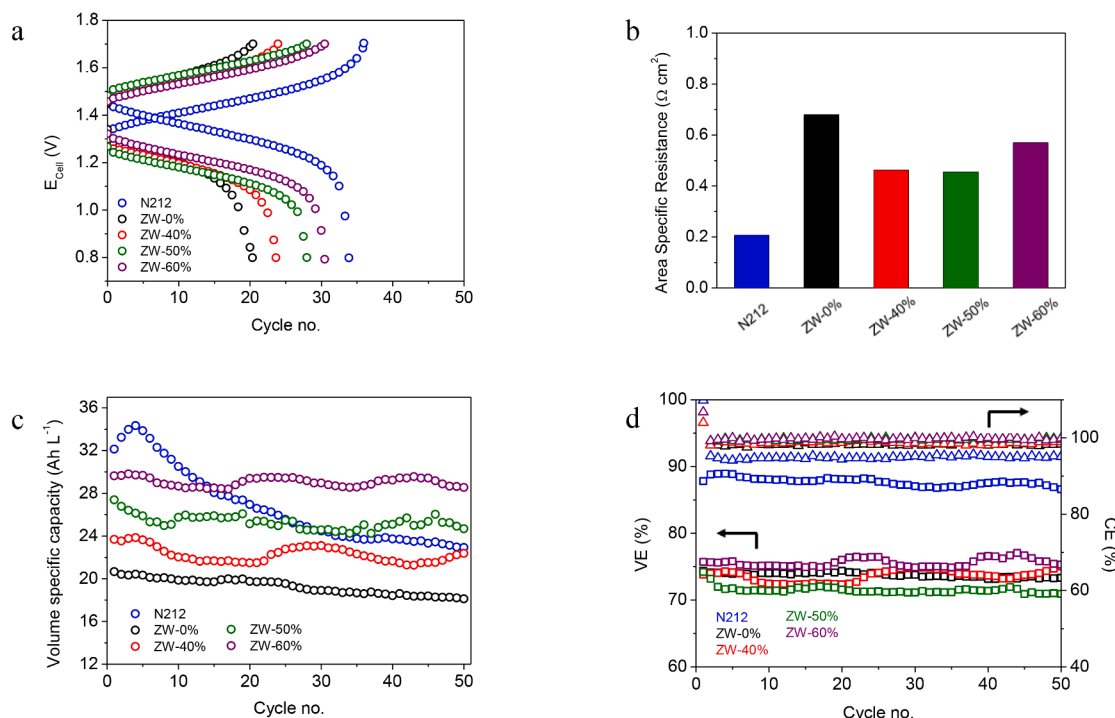 a
E_Cell (V)
1.8
1.6
1.4
1.2
1.0
0.8
N212
ZW-0%
ZW-40%
ZW-50%
ZW-60%
0 10 20 30 40 50
Cycle no.
b
Area Specific Resistance (Ω cm²)
1.0
0.8
0.6
0.4
0.2
0.0
N212 ZW-0% ZW-40% ZW-50% ZW-60%
c
Volume specific capacity (Ah L⁻¹)
36
32
28
24
20
16
12
N212
ZW-0% ZW-50%
ZW-40% ZW-60%
0 10 20 30 40 50
Cycle no.
d
VE (%)
100
90
80
70
60
N212 ZW-50%
ZW-0% ZW-60%
ZW-40%
100
80
60
40
CE (%)
0 10 20 30 40 50
Cycle no.